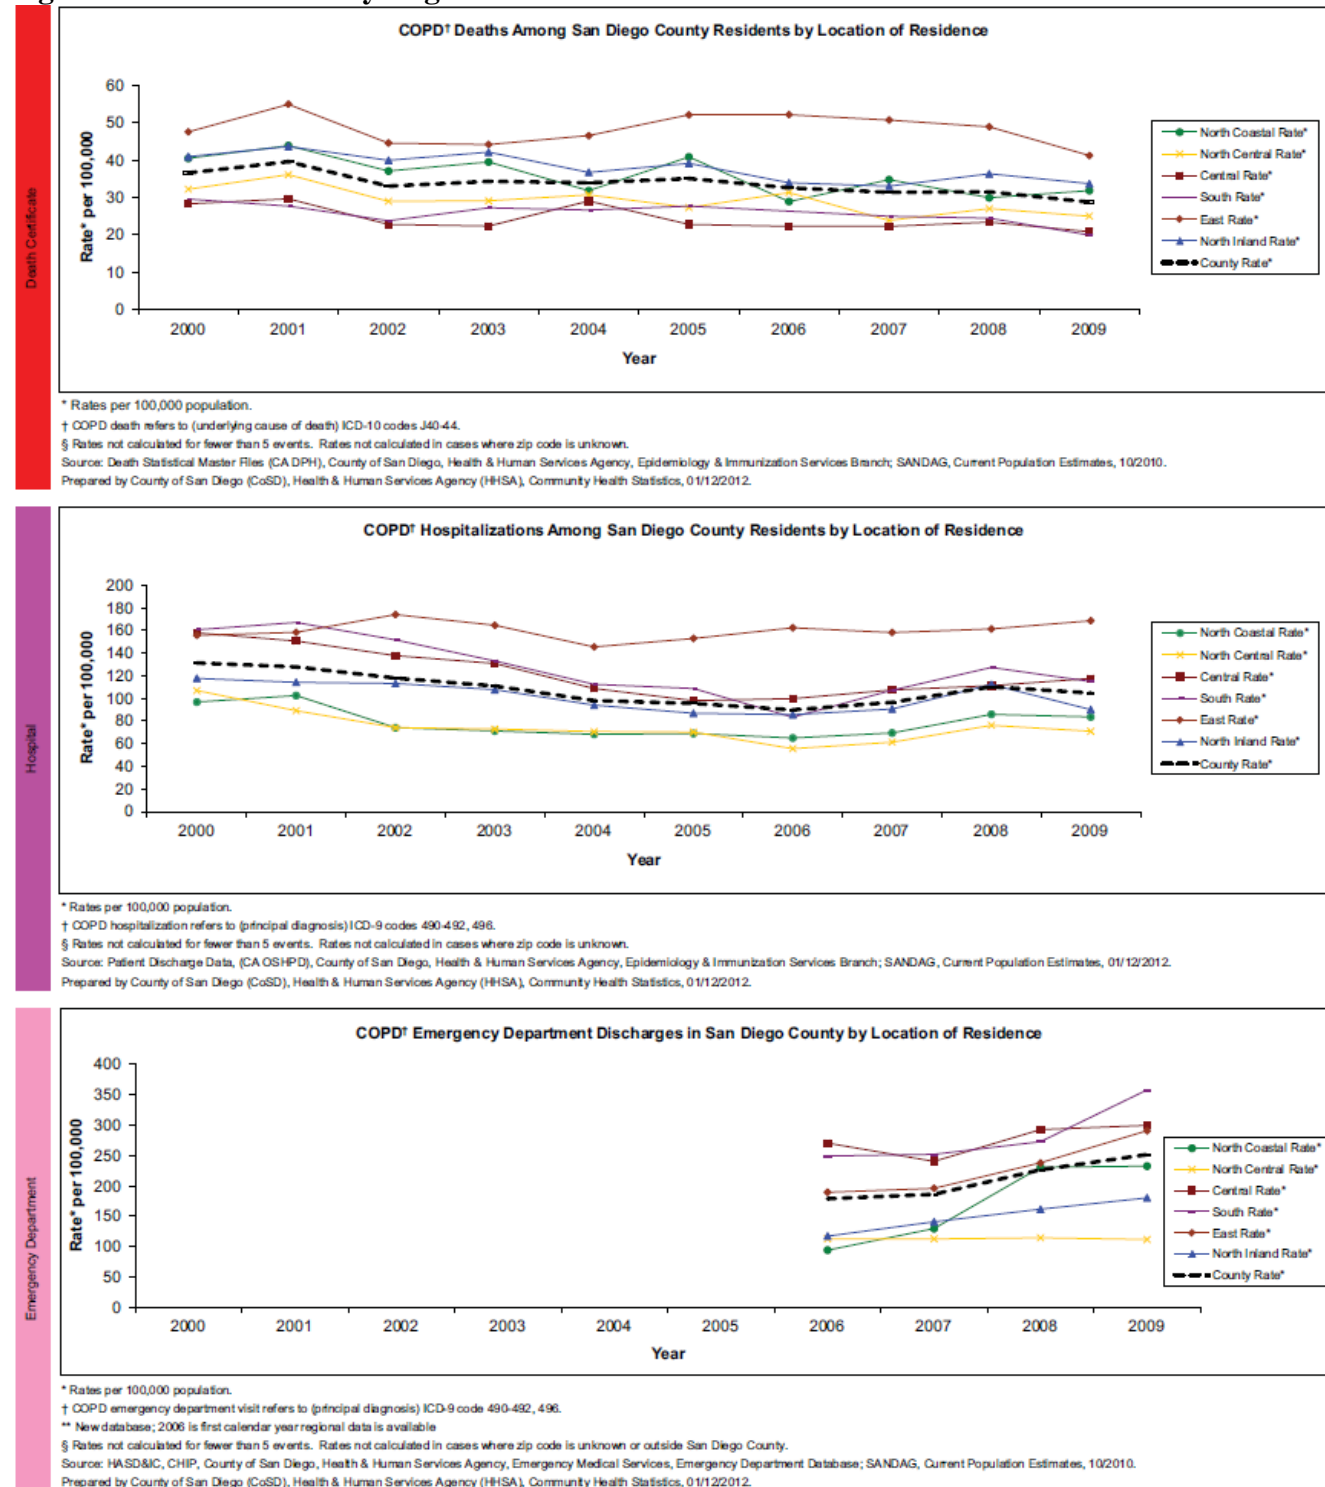 COPD† Deaths Among San Diego County Residents by Location of Residence
Death Certificate
Rate* per 100,000
60
50
40
30
20
10
0
2000 2001 2002 2003 2004 2005 2006 2007 2008 2009
Year
North Coastal Rate*
North Central Rate*
Central Rate*
South Rate*
East Rate*
North Inland Rate*
County Rate*
* Rates per 100,000 population.
† COPD death refers to (underlying cause of death) ICD-10 codes J40-44.
§ Rates not calculated for fewer than 5 events. Rates not calculated in cases where zip code is unknown.
Source: Death Statistical Master Files (CA DPH), County of San Diego, Health & Human Services Agency, Epidemiology & Immunization Services Branch; SANDAG, Current Population Estimates, 10/2010.
Prepared by County of San Diego (CoSD), Health & Human Services Agency (HHSA), Community Health Statistics, 01/12/2012.
COPD† Hospitalizations Among San Diego County Residents by Location of Residence
Hospital
Rate* per 100,000
200
180
160
140
120
100
80
60
40
20
0
2000 2001 2002 2003 2004 2005 2006 2007 2008 2009
Year
North Coastal Rate*
North Central Rate*
Central Rate*
South Rate*
East Rate*
North Inland Rate*
County Rate*
* Rates per 100,000 population.
† COPD hospitalization refers to (principal diagnosis) ICD-9 codes 490-492, 496.
§ Rates not calculated for fewer than 5 events. Rates not calculated in cases where zip code is unknown.
Source: Patient Discharge Data, (CA OSHPD), County of San Diego, Health & Human Services Agency, Epidemiology & Immunization Services Branch; SANDAG, Current Population Estimates, 01/12/2012.
Prepared by County of San Diego (CoSD), Health & Human Services Agency (HHSA), Community Health Statistics, 01/12/2012.
COPD† Emergency Department Discharges in San Diego County by Location of Residence
Emergency Department
Rate* per 100,000
400
350
300
250
200
150
100
50
0
2000 2001 2002 2003 2004 2005 2006 2007 2008 2009
Year
North Coastal Rate*
North Central Rate*
Central Rate*
South Rate*
East Rate*
North Inland Rate*
County Rate*
* Rates per 100,000 population.
† COPD emergency department visit refers to (principal diagnosis) ICD-9 code 490-492, 496.
** New database; 2006 is first calendar year regional data is available
§ Rates not calculated for fewer than 5 events. Rates not calculated in cases where zip code is unknown or outside San Diego County.
Source: HASD&IC, CHIP, County of San Diego, Health & Human Services Agency, Emergency Medical Services, Emergency Department Database; SANDAG, Current Population Estimates, 10/2010.
Prepared by County of San Diego (CoSD), Health & Human Services Agency (HHSA), Community Health Statistics, 01/12/2012.